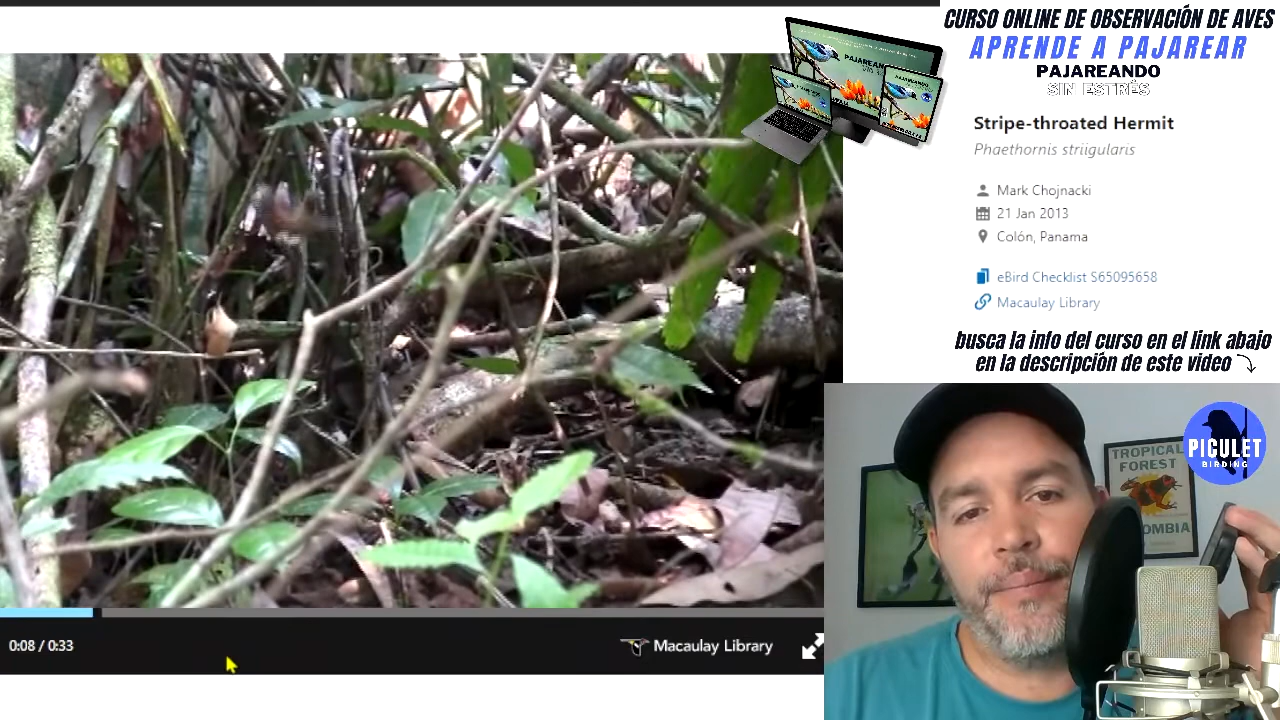 CURSO ONLINE DE OBSERVACIÓN DE AVES
APRENDE A PAJAREAR
PAJAREANDO
SIN ESTRÉS
Stripe-throated Hermit
Phaethornis striigularis
Mark Chojnacki
21 Jan 2013
Colón, Panama
eBird Checklist S65095658
Macaulay Library
busca la info del curso en el link abajo
en la descripción de este video
PICULET
BIRDING
TROPICAL
FOREST
0:08 / 0:33
Macaulay Library